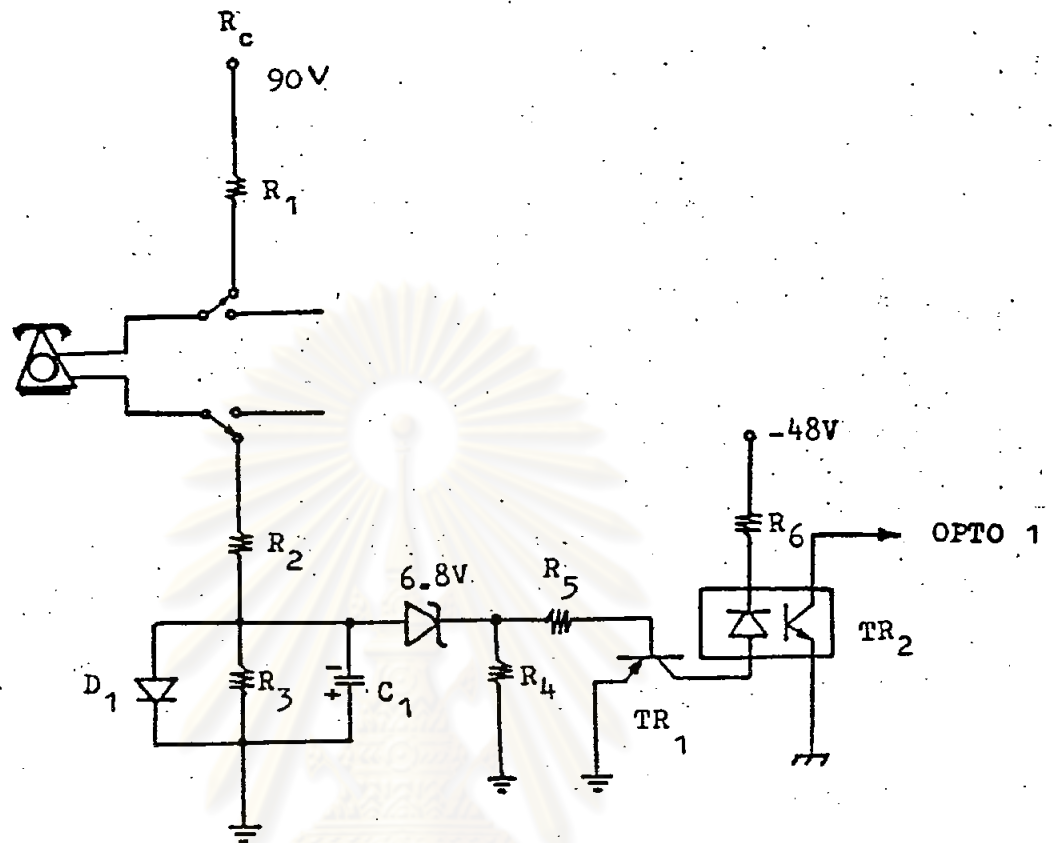 Rc
90V
R1
R2
6.8V
R5
-48V
R6
OPTO 1
D1
R3
- +
C1
R4
TR1
TR2